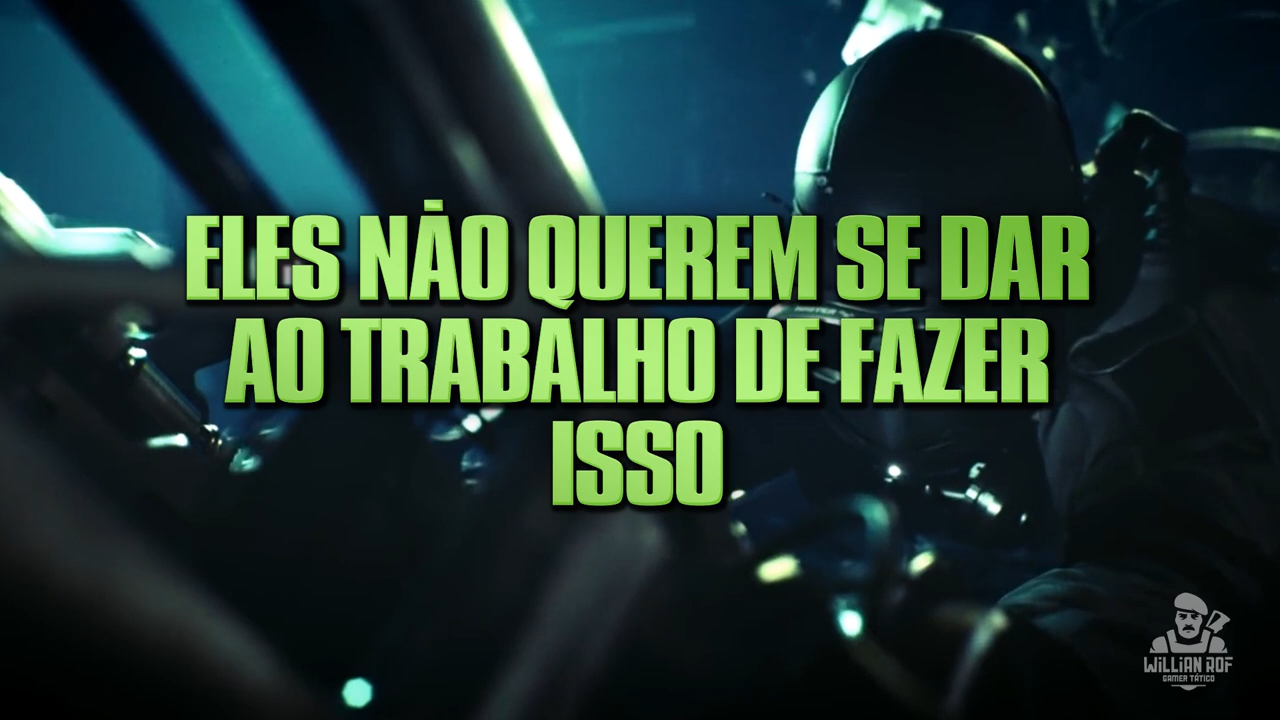 ELES NÃO QUEREM SE DAR
AO TRABALHO DE FAZER
ISSO
WILLIAN ROF
GAMER TÁTICO